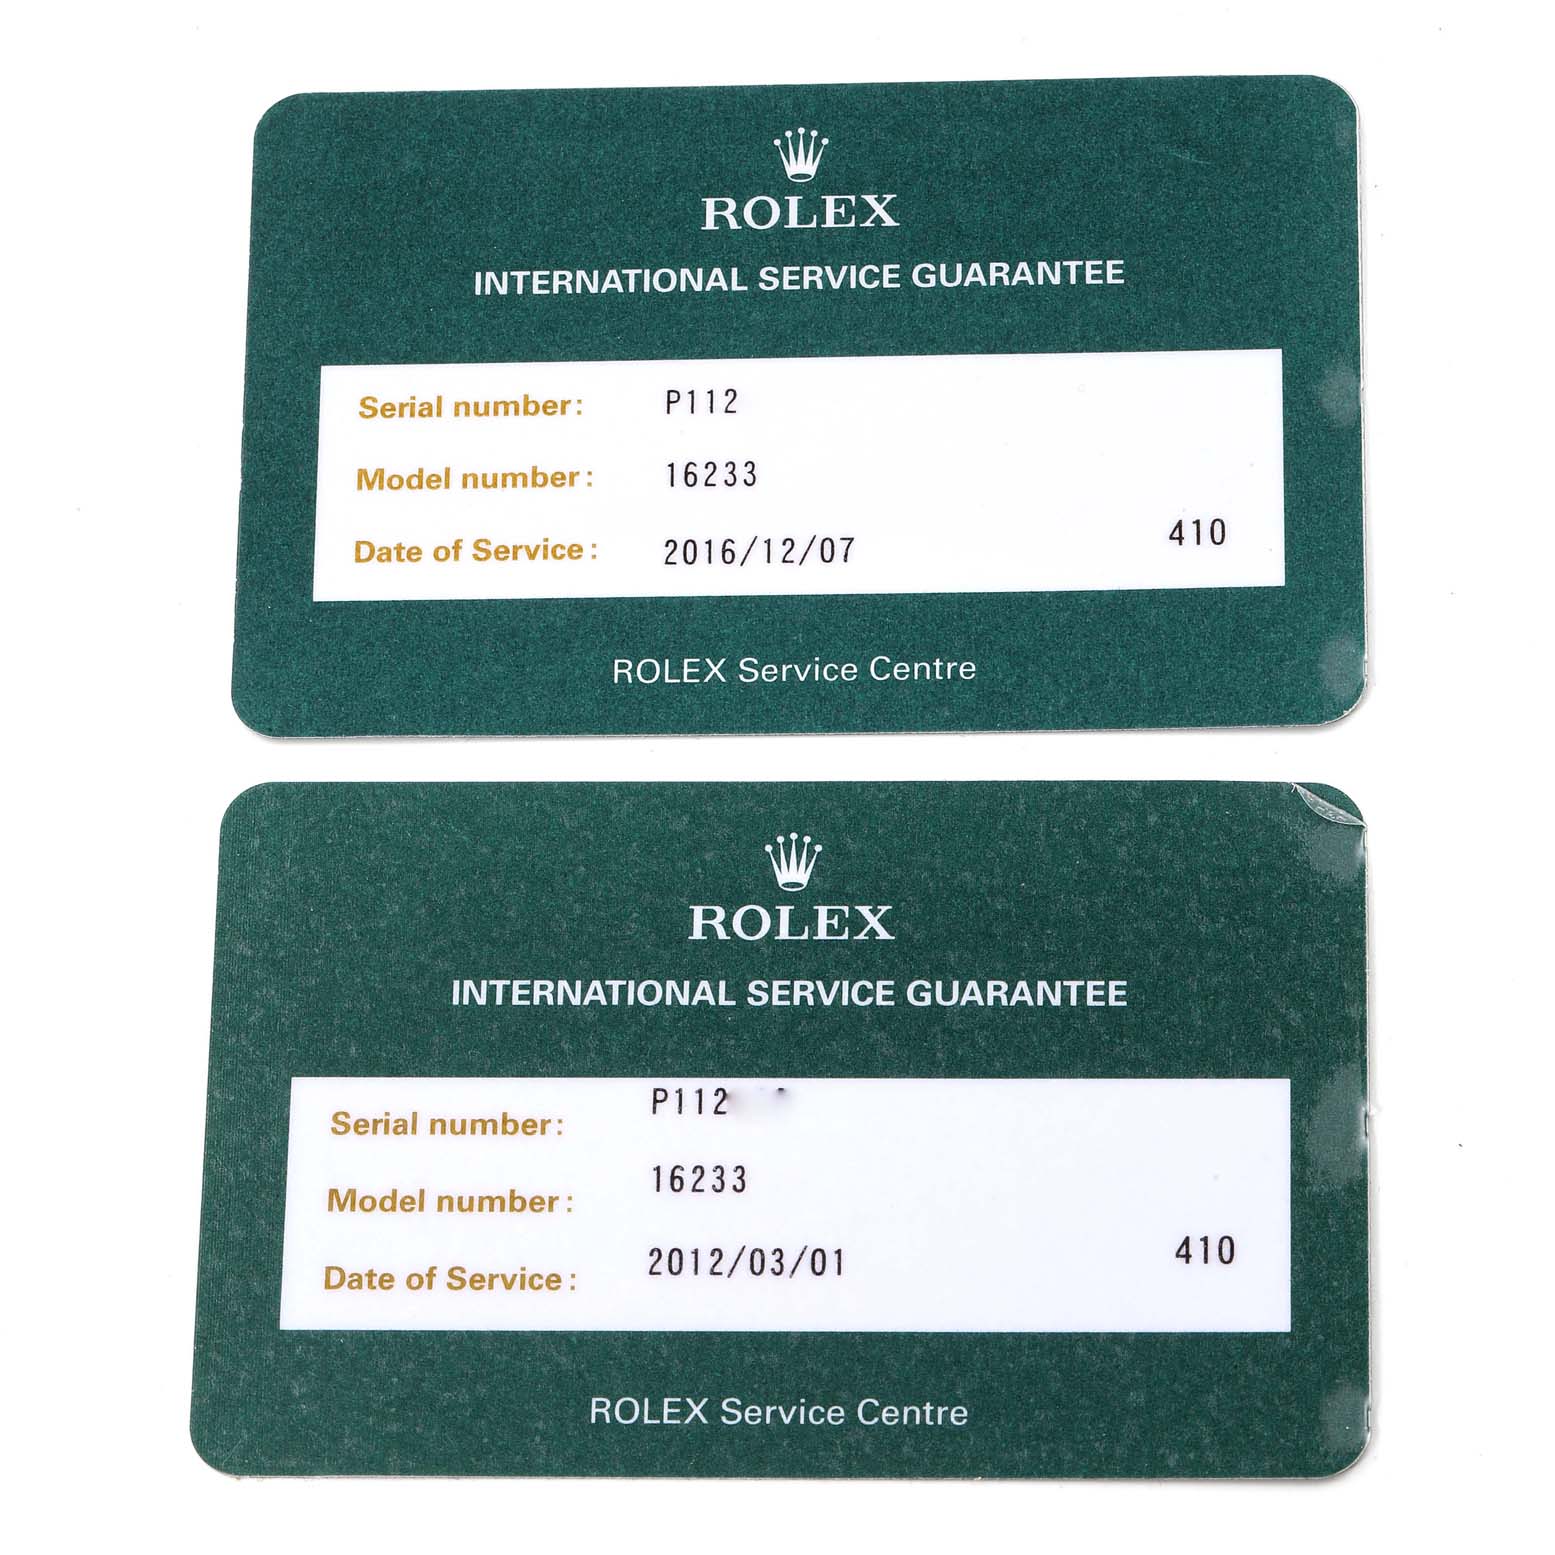 ROLEX
INTERNATIONAL SERVICE GUARANTEE
Serial number: P112
Model number: 16233
Date of Service: 2016/12/07 410
ROLEX Service Centre
ROLEX
INTERNATIONAL SERVICE GUARANTEE
Serial number: P112
Model number: 16233
Date of Service: 2012/03/01 410
ROLEX Service Centre